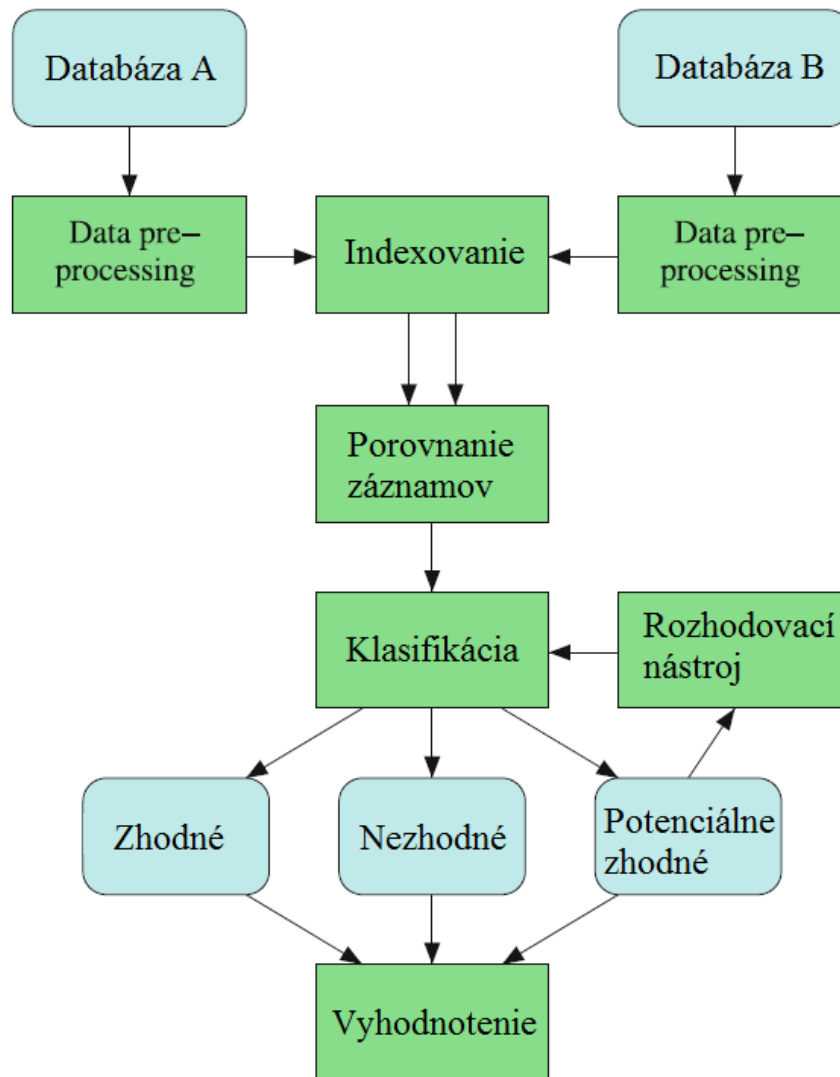 Databáza A
Databáza B
Data pre–
processing
Indexovanie
Data pre-
processing
Porovnanie
záznamov
Klasifikácia
Rozhodovací
nástroj
Zhodné
Nezhodné
Potenciálne
zhodné
Vyhodnotenie